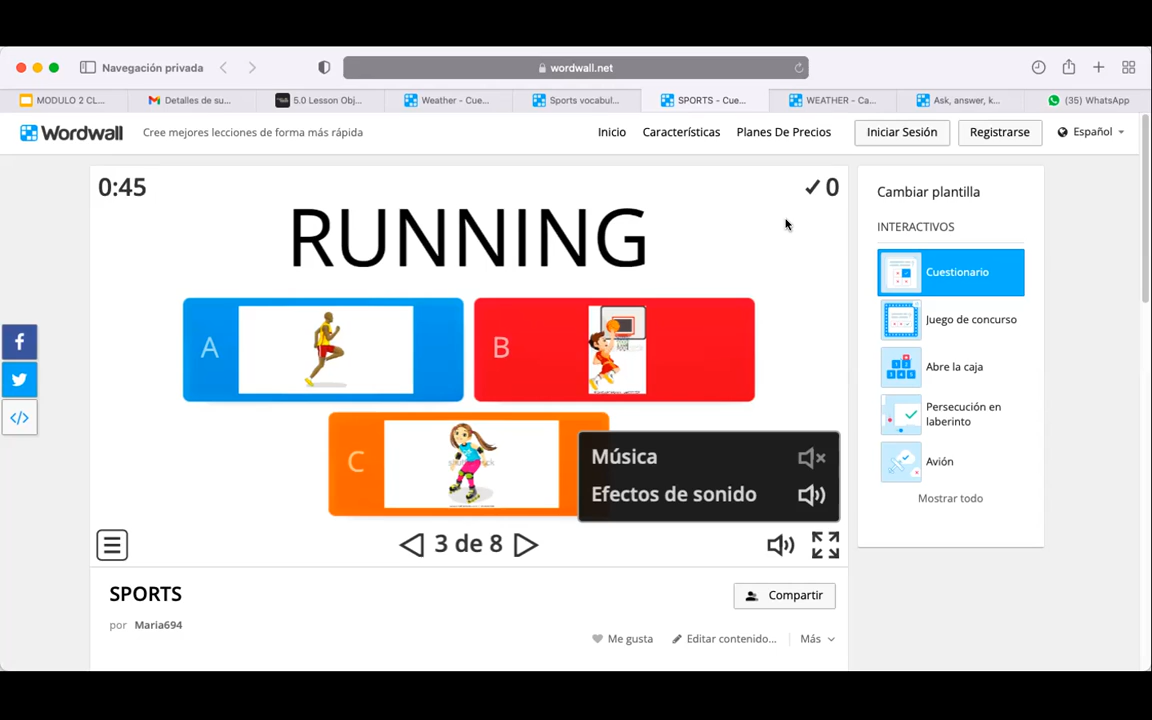 Navegación privada
wordwall.net
MODULO 2 CL...
Detalles de su...
5.0 Lesson Obj...
Weather - Cue...
Sports vocabul...
SPORTS - Cue...
WEATHER - Ca...
Ask, answer, k...
(35) WhatsApp
Wordwall
Cree mejores lecciones de forma más rápida
Inicio
Características
Planes De Precios
Iniciar Sesión
Registrarse
Español
0:45
0
RUNNING
A
B
C
Música
Efectos de sonido
3 de 8
SPORTS
por Maria694
Compartir
Me gusta
Editar contenido...
Más
Cambiar plantilla
INTERACTIVOS
Cuestionario
Juego de concurso
Abre la caja
Persecución en
laberinto
Avión
Mostrar todo